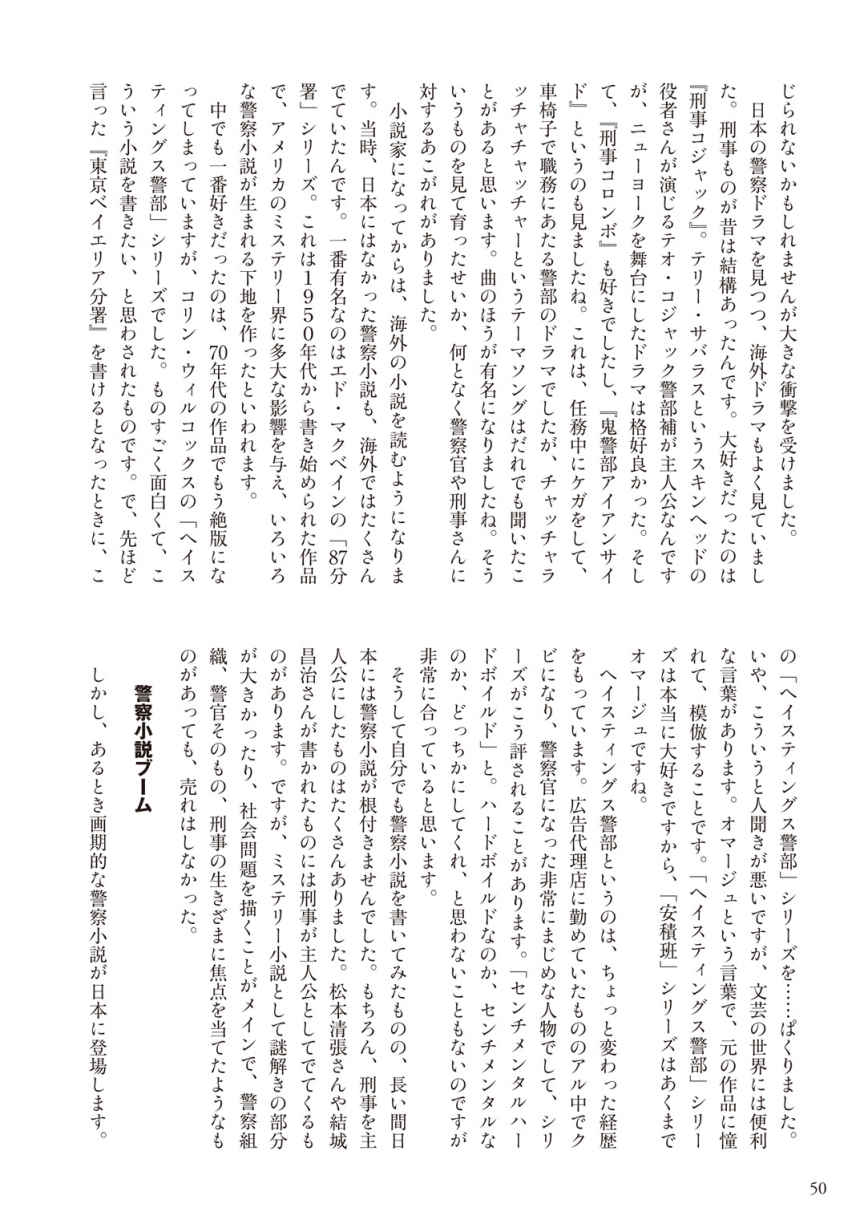 じられないかもしれませんが大きな衝撃を受けました。
日本の警察ドラマを見つつ、海外ドラマもよく見ていまし
た。刑事ものが昔は結構あったんです。大好きだったのは
『刑事コジャック』。テリー・サバラスというスキンヘッドの
役者さんが演じるテオ・コジャック警部補が主人公なんです
が、ニューヨークを舞台にしたドラマは格好良かった。そし
て、『刑事コロンボ』も好きでしたし、『鬼警部アイアンサイ
ド』というのも見ましたね。これは、任務中にケガをして、
車椅子で職務にあたる警部のドラマでしたが、チャッチャラ
ッチャチャッチャーというテーマソングはだれでも聞いたこ
とがあると思います。曲のほうが有名になりましたね。そう
いうものを見て育ったせいか、何となく警察官や刑事さんに
対するあこがれがありました。
小説家になってからは、海外の小説を読むようになりま
す。当時、日本にはなかった警察小説も、海外ではたくさん
でていたんです。一番有名なのはエド・マクベインの「87分
署」シリーズ。これは1950年代から書き始められた作品
で、アメリカのミステリー界に多大な影響を与え、いろいろ
な警察小説が生まれる下地を作ったといわれます。
中でも一番好きだったのは、70年代の作品でもう絶版にな
ってしまっていますが、コリン・ウィルコックスの「ヘイス
ティングス警部」シリーズでした。ものすごく面白くて、こ
ういう小説を書きたい、と思わされたものです。で、先ほど
言った『東京ベイエリア分署』を書けるとなったときに、こ
の「ヘイスティングス警部」シリーズを……ぱくりました。
いや、こういうと人聞きが悪いですが、文芸の世界には便利
な言葉があります。オマージュという言葉で、元の作品に憧
れて、模倣することです。「ヘイスティングス警部」シリー
ズは本当に大好きですから、「安積班」シリーズはあくまで
オマージュですね。
ヘイスティングス警部というのは、ちょっと変わった経歴
をもっています。広告代理店に勤めていたもののアル中でク
ビになり、警察官になった非常にまじめな人物でして、シリ
ーズがこう評されることがあります。「センチメンタルハー
ドボイルド」と。ハードボイルドなのか、センチメンタルな
のか、どっちかにしてくれ、と思わないこともないのですが
非常に合っていると思います。
そうして自分でも警察小説を書いてみたものの、長い間日
本には警察小説が根付きませんでした。もちろん、刑事を主
人公にしたものはたくさんありました。松本清張さんや結城
昌治さんが書かれたものには刑事が主人公としてでてくるも
のがあります。ですが、ミステリー小説として謎解きの部分
が大きかったり、社会問題を描くことがメインで、警察組
織、警官そのもの、刑事の生きざまに焦点を当てたようなも
のがあっても、売れはしなかった。
警察小説ブーム
しかし、あるとき画期的な警察小説が日本に登場します。
50